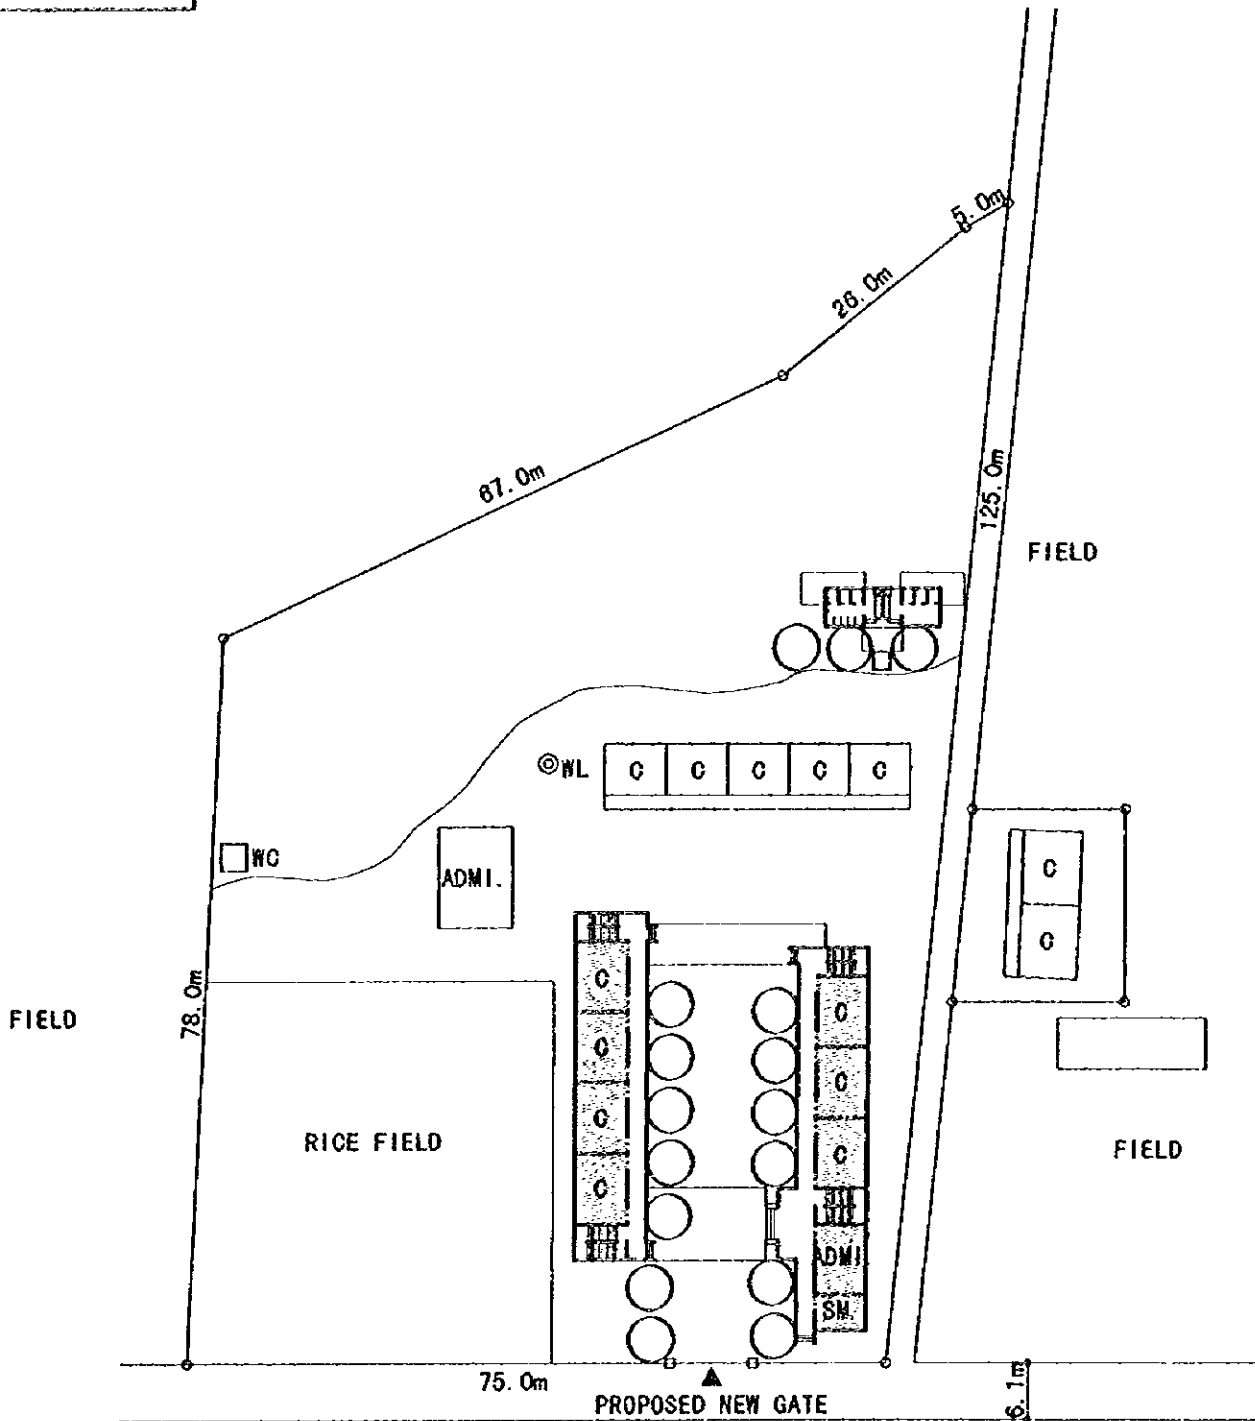 5.0m
26.0m
67.0m
125.0m
FIELD
WL
C C C C C
WC
ADMI.
C
C
78.0m
FIELD
C
C
C
C
C
C
C
RICE FIELD
FIELD
ADMI
SM.
75.0m
PROPOSED NEW GATE
6.1m